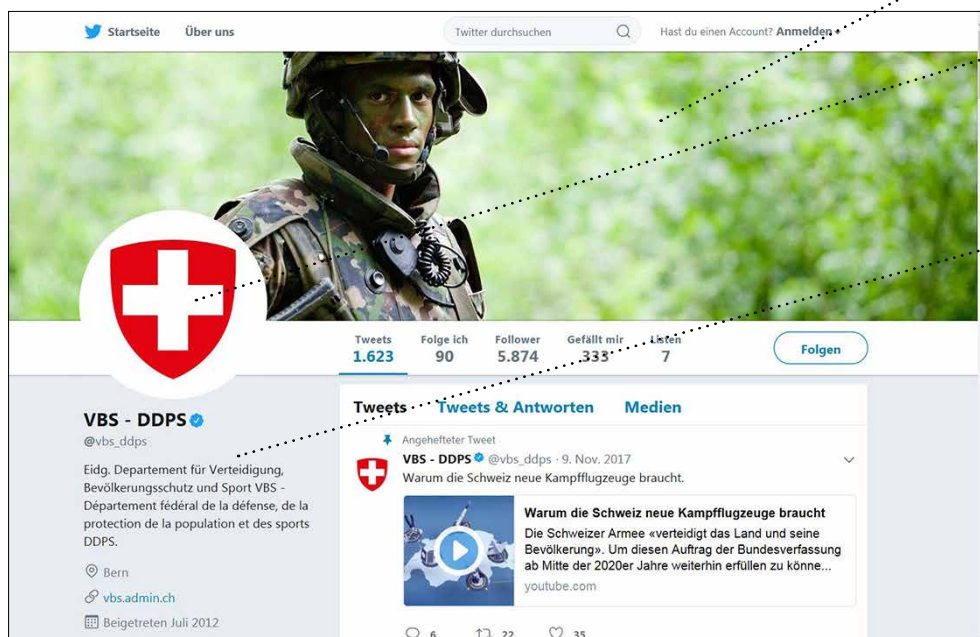 Startseite Über uns Twitter durchsuchen Hast du einen Account? Anmelden
Tweets Folge ich Follower Gefällt mir Listen
1.623 90 5.874 333 7
Folgen
VBS - DDPS
@vbs_ddps
Eidg. Departement für Verteidigung,
Bevölkerungsschutz und Sport VBS -
Département fédéral de la défense, de la
protection de la population et des sports
DDPS.
Bern
vbs.admin.ch
Beigetreten Juli 2012
Tweets Tweets & Antworten Medien
Angehefteter Tweet
VBS - DDPS @vbs_ddps · 9. Nov. 2017
Warum die Schweiz neue Kampfflugzeuge braucht.
Warum die Schweiz neue Kampfflugzeuge braucht
Die Schweizer Armee «verteidigt das Land und seine
Bevölkerung». Um diesen Auftrag der Bundesverfassung
ab Mitte der 2020er Jahre weiterhin erfüllen zu könne...
youtube.com
6 22 35